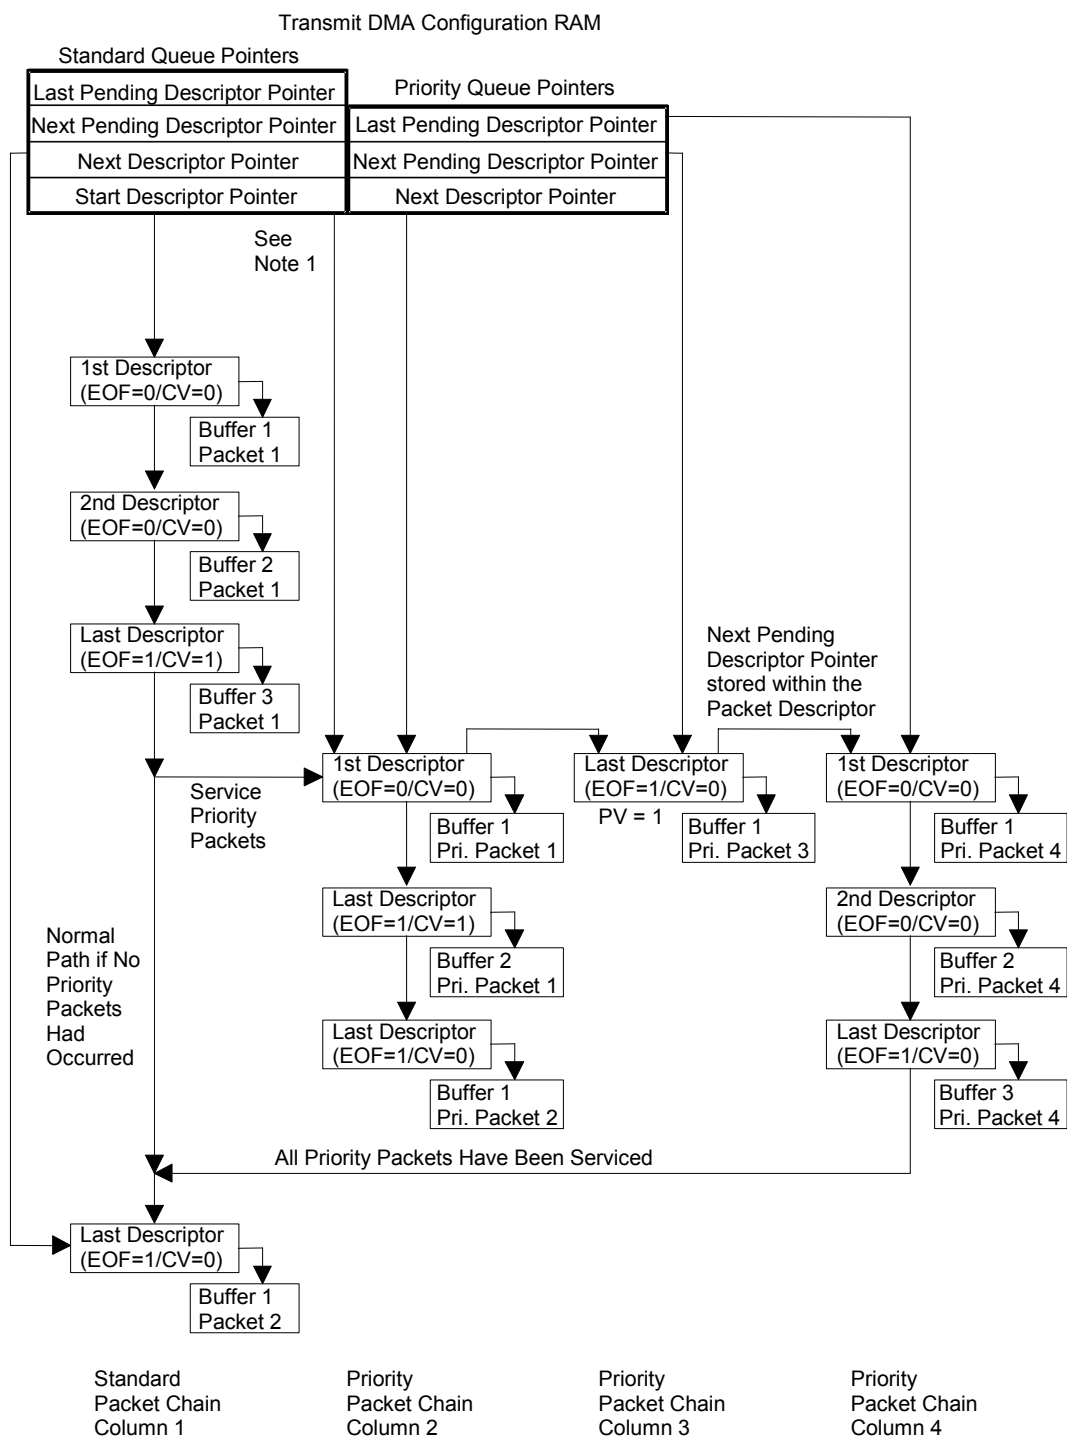 Transmit DMA Configuration RAM
Standard Queue Pointers
Last Pending Descriptor Pointer
Next Pending Descriptor Pointer
Next Descriptor Pointer
Start Descriptor Pointer
Priority Queue Pointers
Last Pending Descriptor Pointer
Next Pending Descriptor Pointer
Next Descriptor Pointer
See
Note 1
1st Descriptor
(EOF=0/CV=0)
Buffer 1
Packet 1
2nd Descriptor
(EOF=0/CV=0)
Buffer 2
Packet 1
Last Descriptor
(EOF=1/CV=1)
Buffer 3
Packet 1
Next Pending
Descriptor Pointer
stored within the
Packet Descriptor
Service
Priority
Packets
1st Descriptor
(EOF=0/CV=0)
Buffer 1
Pri. Packet 1
Last Descriptor
(EOF=1/CV=1)
Buffer 2
Pri. Packet 1
Last Descriptor
(EOF=1/CV=0)
Buffer 1
Pri. Packet 2
Last Descriptor
(EOF=1/CV=0)
PV = 1
Buffer 1
Pri. Packet 3
1st Descriptor
(EOF=0/CV=0)
Buffer 1
Pri. Packet 4
2nd Descriptor
(EOF=0/CV=0)
Buffer 2
Pri. Packet 4
Last Descriptor
(EOF=1/CV=0)
Buffer 3
Pri. Packet 4
Normal
Path if No
Priority
Packets
Had
Occurred
All Priority Packets Have Been Serviced
Last Descriptor
(EOF=1/CV=0)
Buffer 1
Packet 2
Standard
Packet Chain
Column 1
Priority
Packet Chain
Column 2
Priority
Packet Chain
Column 3
Priority
Packet Chain
Column 4